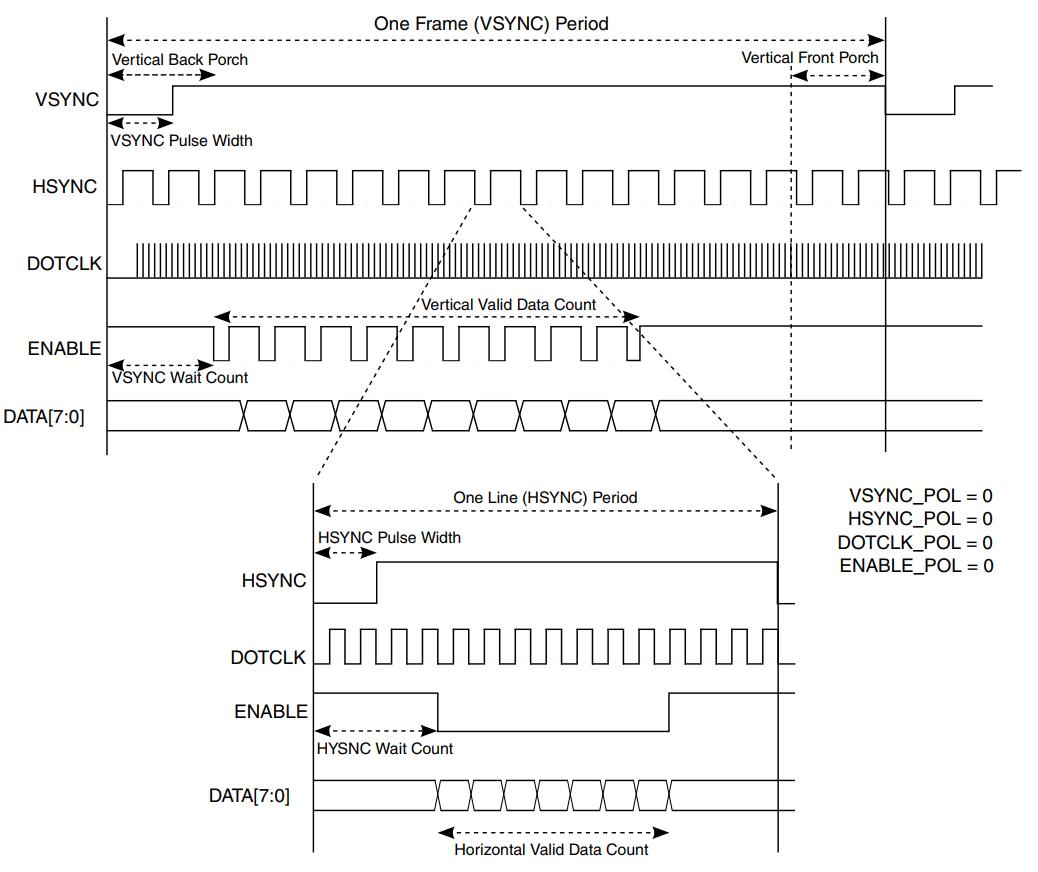 One Frame (VSYNC) Period
Vertical Back Porch
Vertical Front Porch
VSYNC
VSYNC Pulse Width
HSYNC
DOTCLK
Vertical Valid Data Count
ENABLE
VSYNC Wait Count
DATA[7:0]
One Line (HSYNC) Period
VSYNC_POL = 0
HSYNC_POL = 0
DOTCLK_POL = 0
ENABLE_POL = 0
HSYNC Pulse Width
HSYNC
DOTCLK
ENABLE
HYSNC Wait Count
DATA[7:0]
Horizontal Valid Data Count